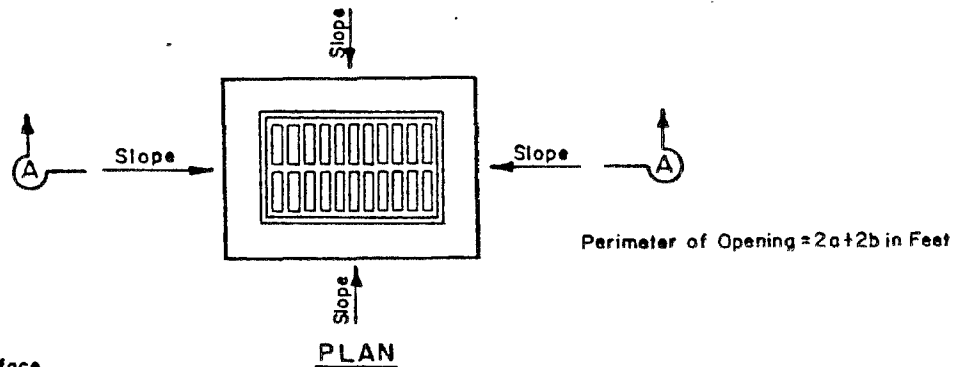 Slope
A
Slope
Slope
A
Perimeter of Opening = 2a+2b in Feet
Slope
PLAN
face